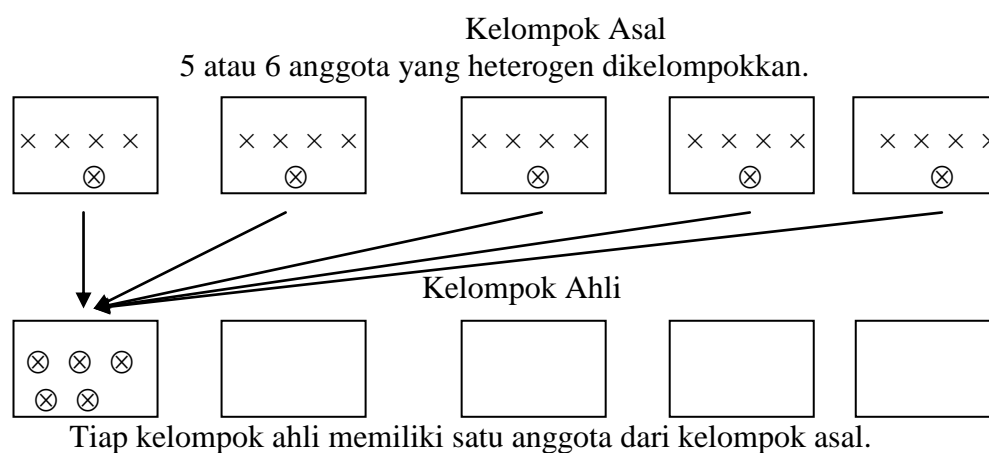 Kelompok Asal
5 atau 6 anggota yang heterogen dikelompokkan.
Kelompok Ahli
Tiap kelompok ahli memiliki satu anggota dari kelompok asal.